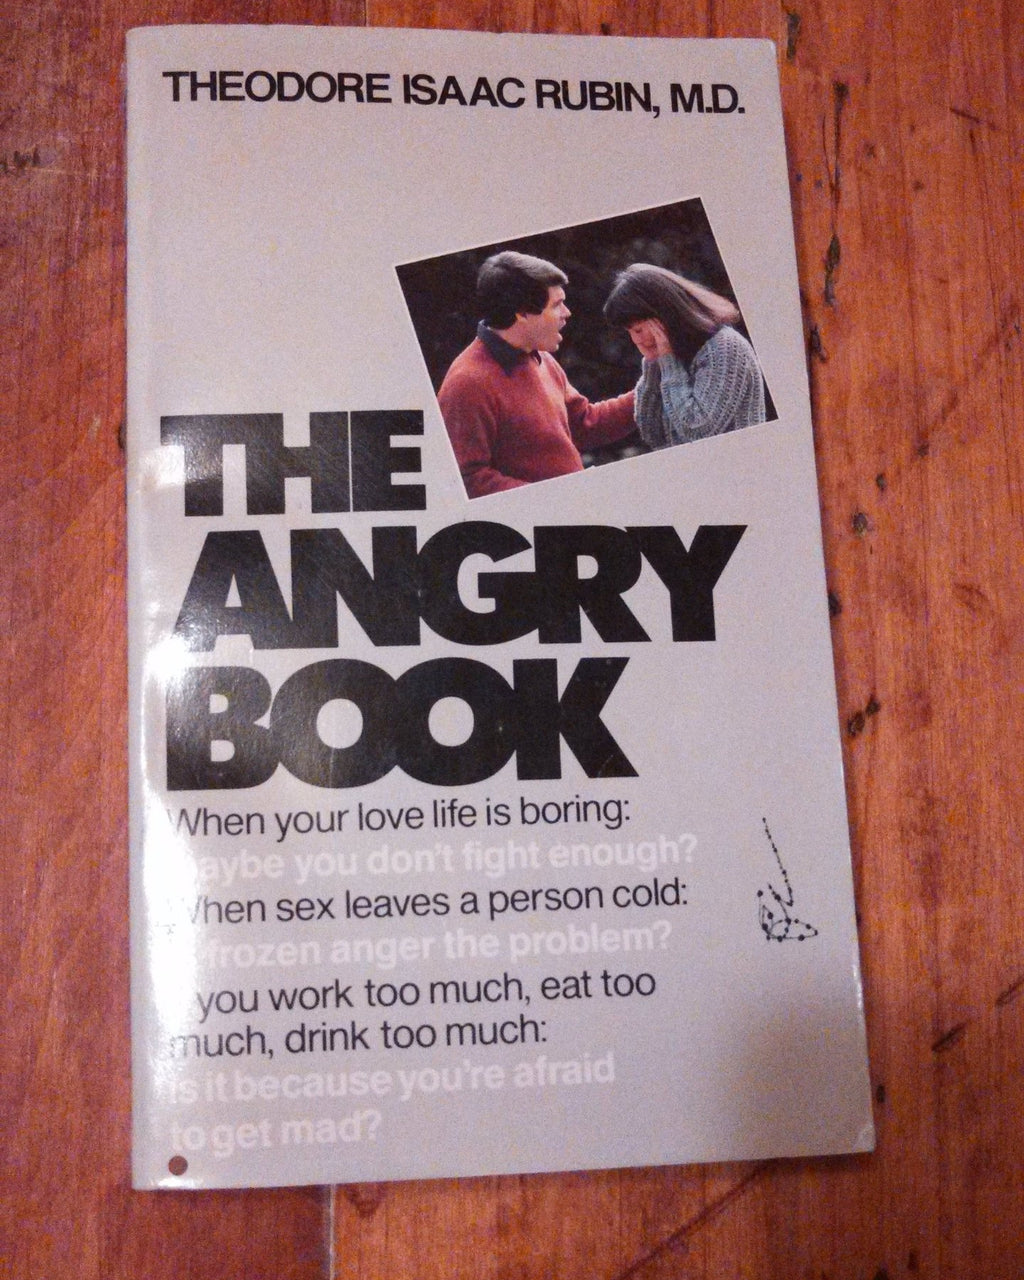 THEODORE ISAAC RUBIN, M.D.
THE
ANGRY
BOOK
When your love life is boring:
maybe you don't fight enough?
When sex leaves a person cold:
frozen anger the problem?
you work too much, eat too
much, drink too much:
is it because you're afraid
to get mad?